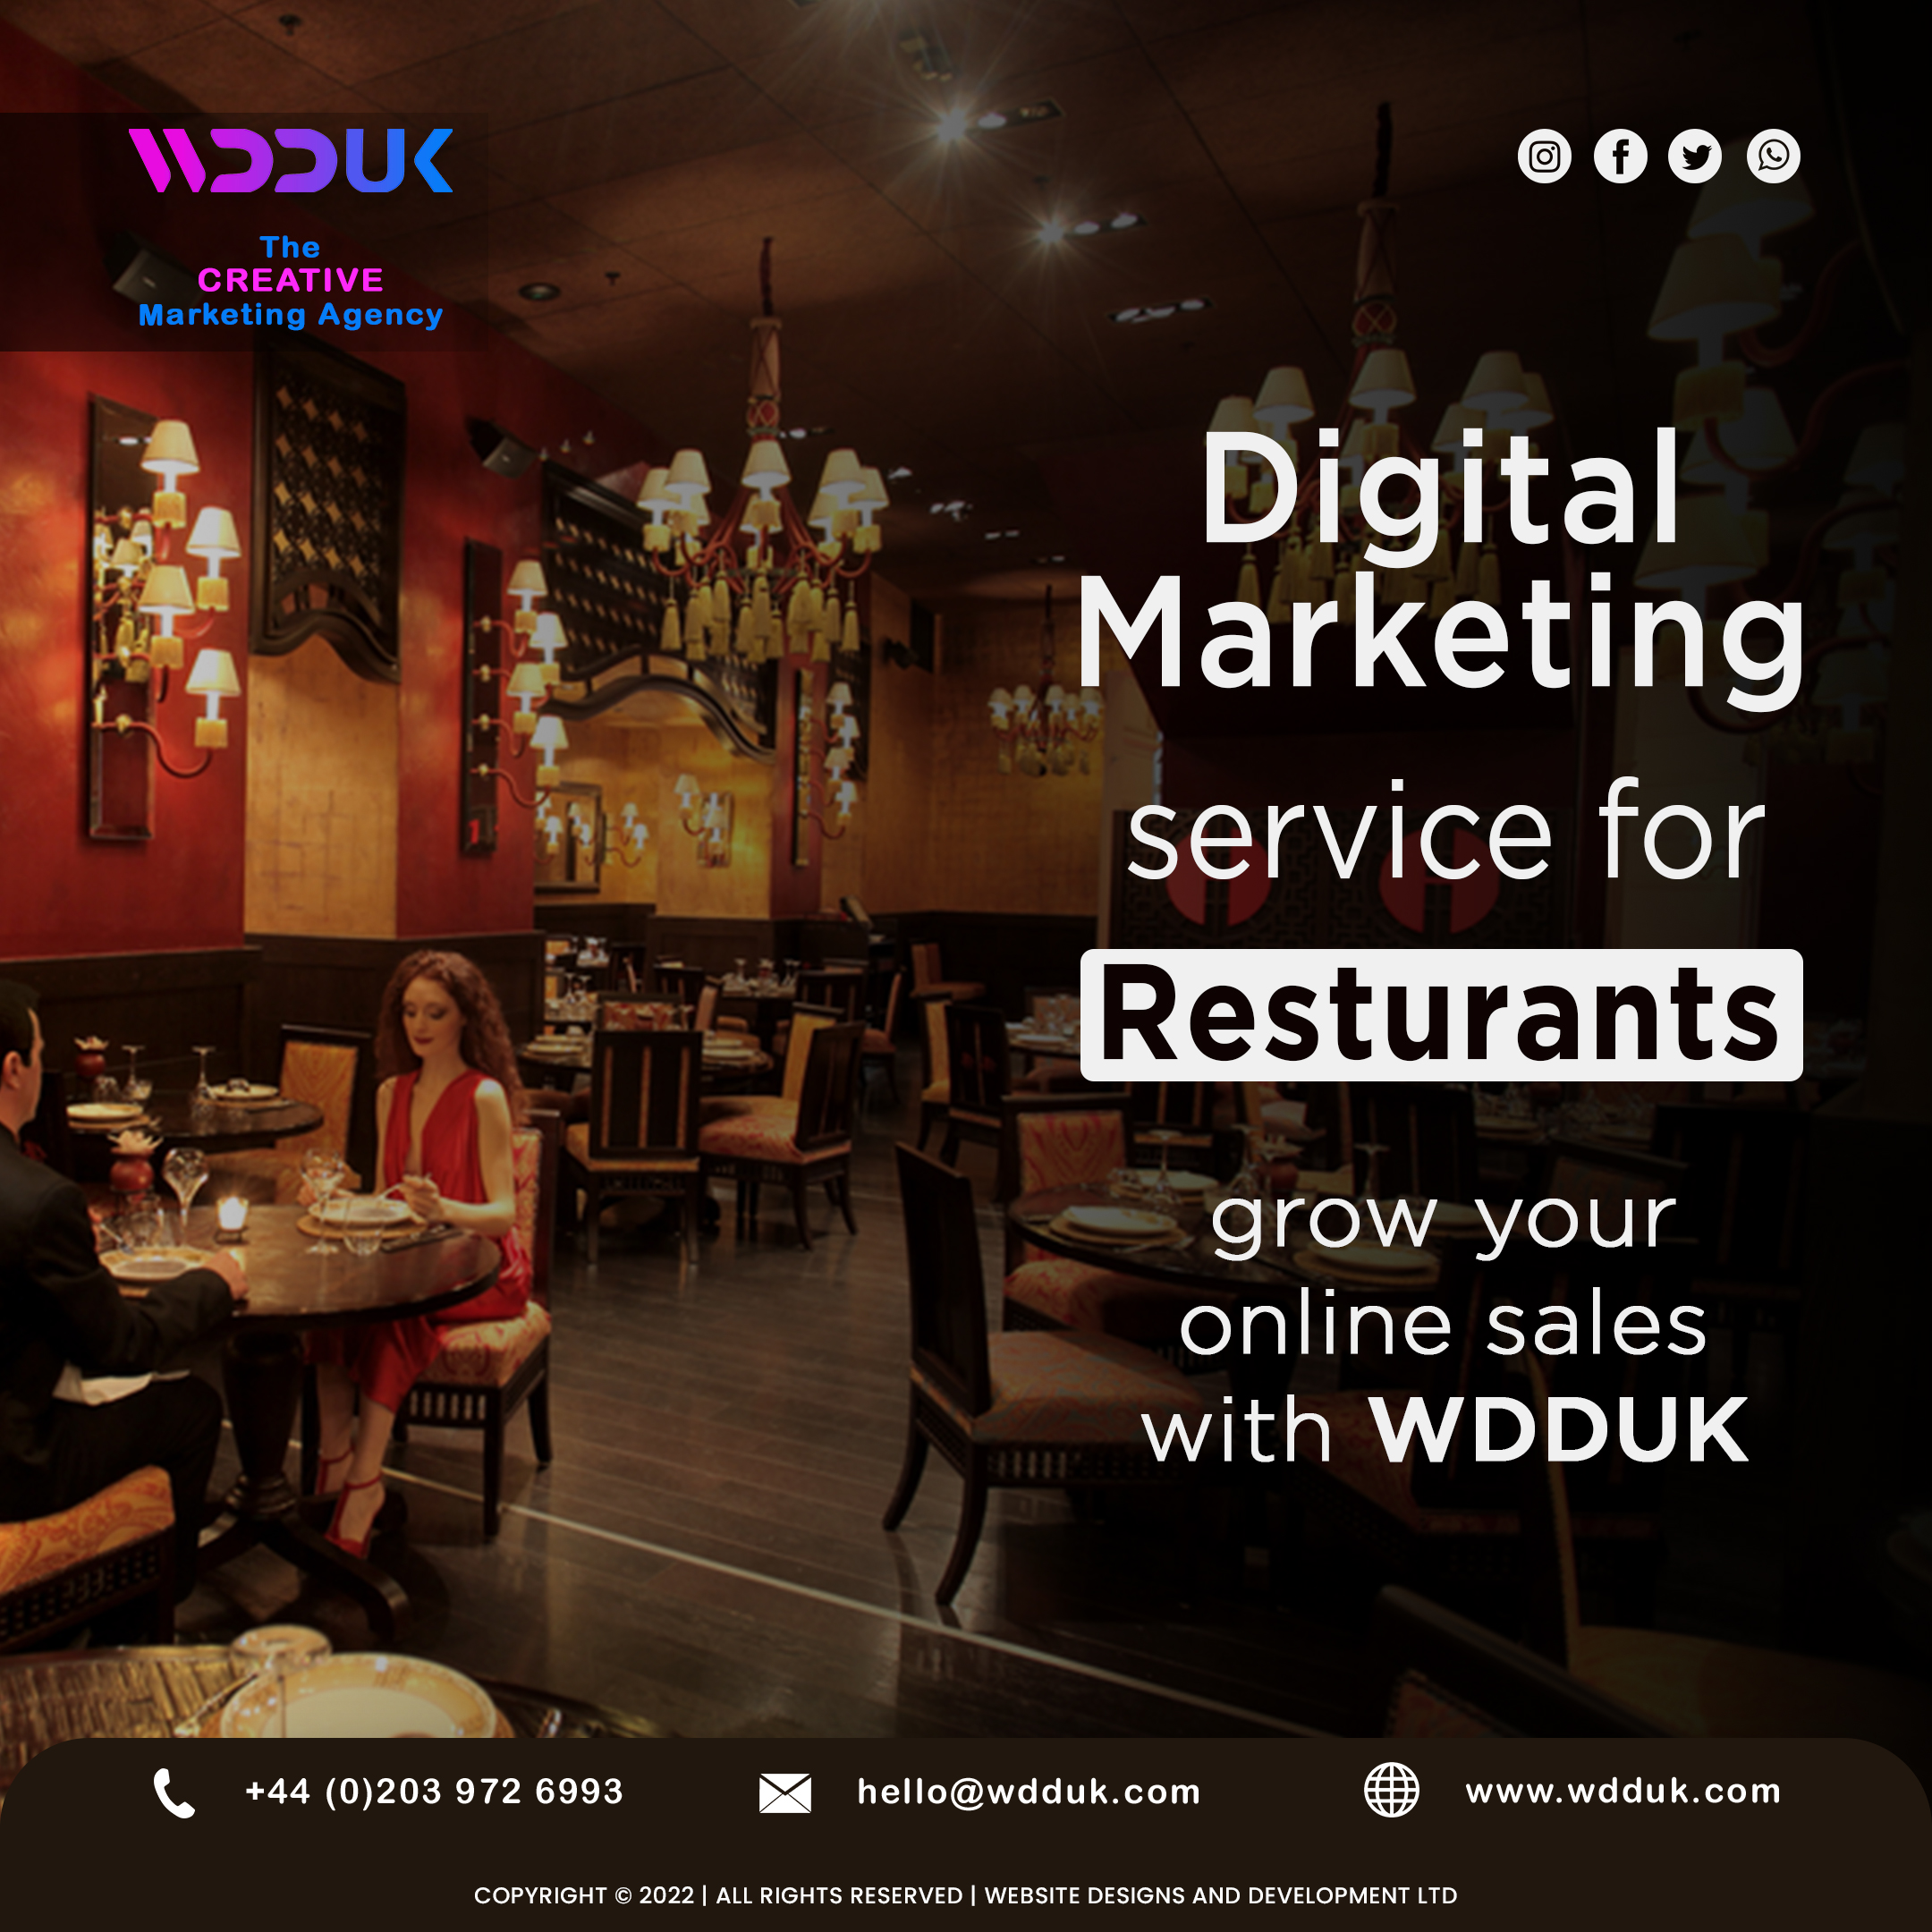 WDDUK
The
CREATIVE
Marketing Agency
Digital
Marketing
service for
Resturants
grow your
online sales
with WDDUK
+44 (0)203 972 6993
hello@wdduk.com
www.wdduk.com
COPYRIGHT © 2022 | ALL RIGHTS RESERVED | WEBSITE DESIGNS AND DEVELOPMENT LTD